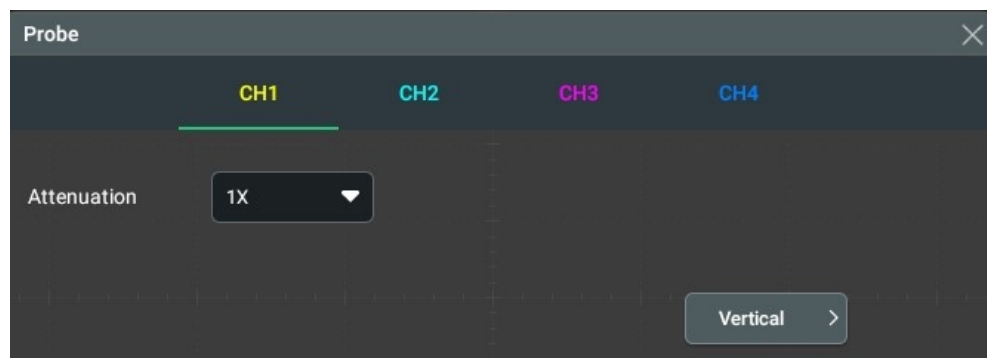 Probe
CH1 CH2 CH3 CH4
Attenuation 1X
Vertical